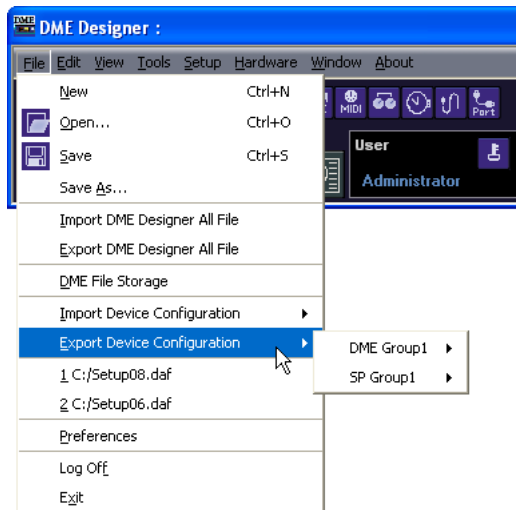 DME DME Designer :
File Edit View Tools Setup Hardware Window About
New Ctrl+N
Open... Ctrl+O
Save Ctrl+S
Save As...
MIDI Port
User
Administrator
Import DME Designer All File
Export DME Designer All File
DME File Storage
Import Device Configuration
Export Device Configuration
DME Group1
SP Group1
1 C:/Setup08.daf
2 C:/Setup06.daf
Preferences
Log Off
Exit